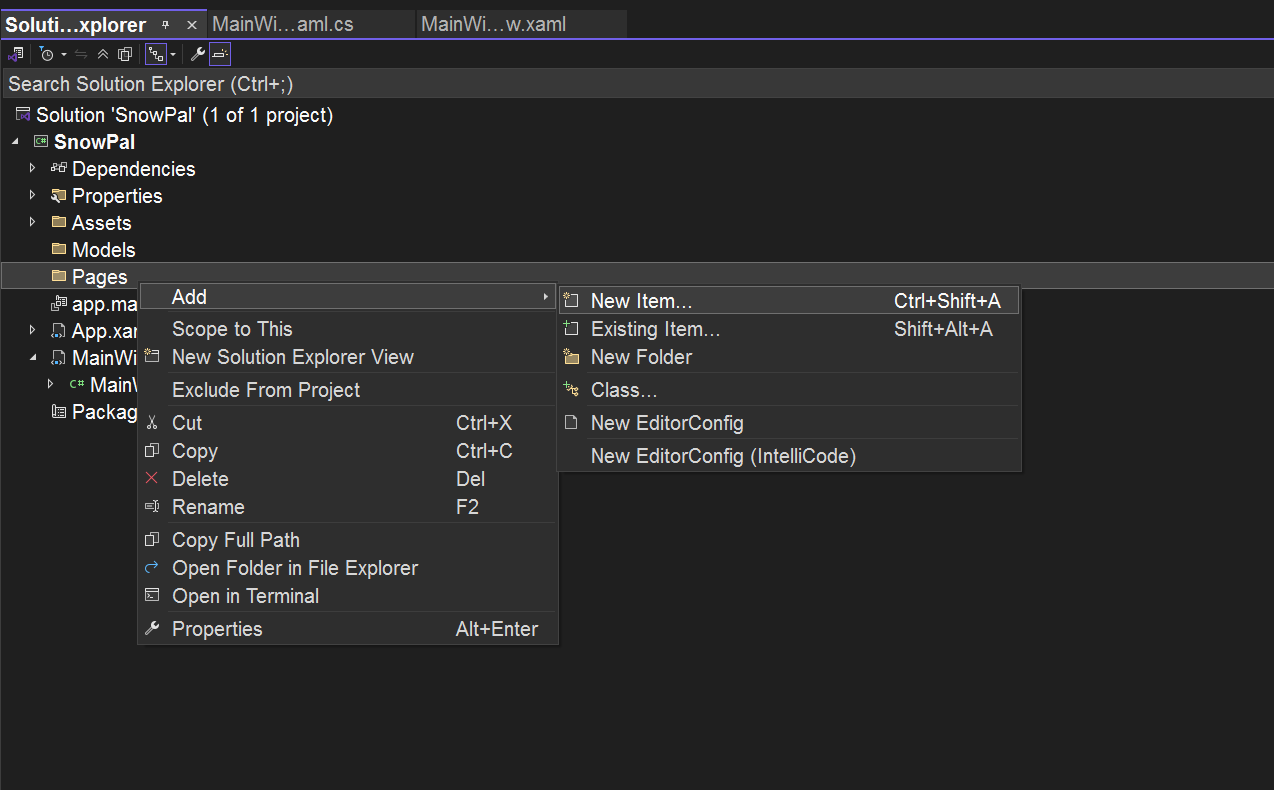 Soluti…xplorer MainWi…aml.cs MainWi…w.xaml
Search Solution Explorer (Ctrl+;)
Solution 'SnowPal' (1 of 1 project)
C# SnowPal
Dependencies
Properties
Assets
Models
Pages
app.ma
App.xar
MainWi
C# MainW
Packag
Add
Scope to This
New Solution Explorer View
Exclude From Project
Cut Ctrl+X
Copy Ctrl+C
Delete Del
Rename F2
Copy Full Path
Open Folder in File Explorer
Open in Terminal
Properties Alt+Enter
New Item… Ctrl+Shift+A
Existing Item… Shift+Alt+A
New Folder
Class…
New EditorConfig
New EditorConfig (IntelliCode)